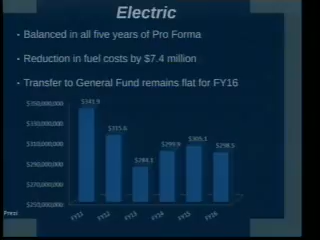 Electric
• Balanced in all five years of Pro Forma
• Reduction in fuel costs by $7.4 million
• Transfer to General Fund remains flat for FY16
$350,000,000
$330,000,000
$310,000,000
$290,000,000
$270,000,000
$250,000,000
$341.9
$315.6
$284.1
$299.9
$305.1
$298.5
FY11
FY12
FY13
FY14
FY15
FY16
Press